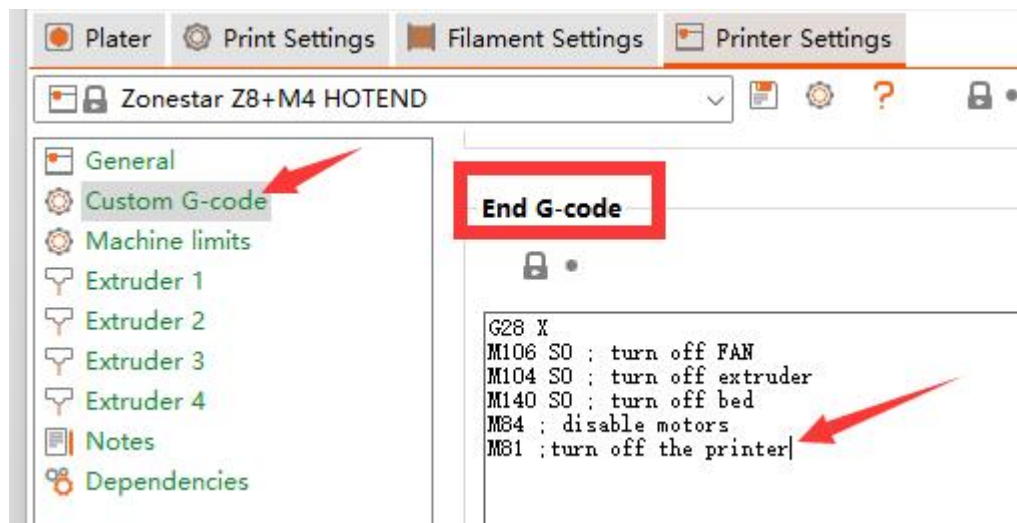 Plater Print Settings Filament Settings Printer Settings
Zonestar Z8+M4 HOTEND ?
General
Custom G-code
Machine limits
Extruder 1
Extruder 2
Extruder 3
Extruder 4
Notes
Dependencies
End G-code
G28 X
M106 S0 ; turn off FAN
M104 S0 ; turn off extruder
M140 S0 ; turn off bed
M84 ; disable motors
M81 ;turn off the printer